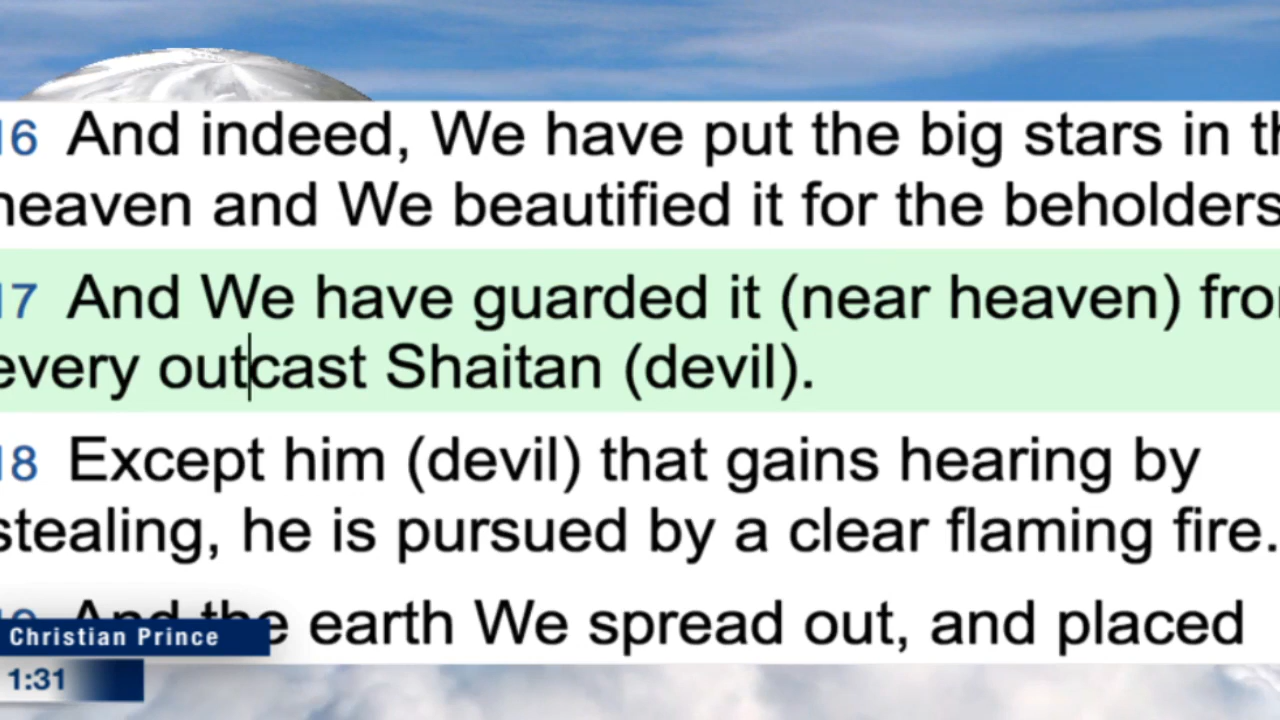 16 And indeed, We have put the big stars in th
heaven and We beautified it for the beholders
17 And We have guarded it (near heaven) fro
every outcast Shaitan (devil).
18 Except him (devil) that gains hearing by
stealing, he is pursued by a clear flaming fire.
And the earth We spread out, and placed
Christian Prince
1:31